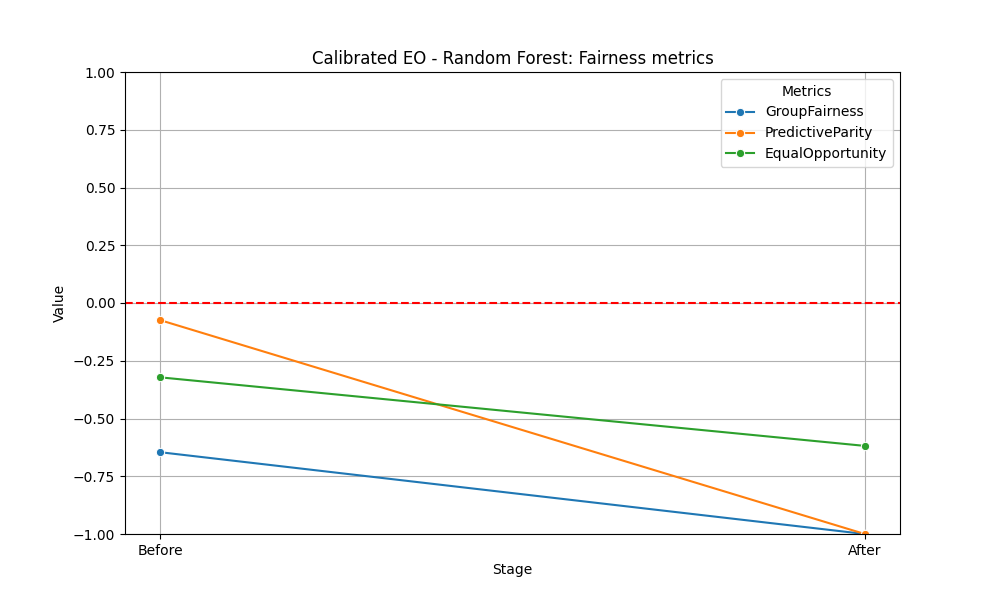 Calibrated EO - Random Forest: Fairness metrics
1.00
0.75
0.50
0.25
0.00
−0.25
−0.50
−0.75
−1.00
Value
Metrics
GroupFairness
PredictiveParity
EqualOpportunity
Before
After
Stage